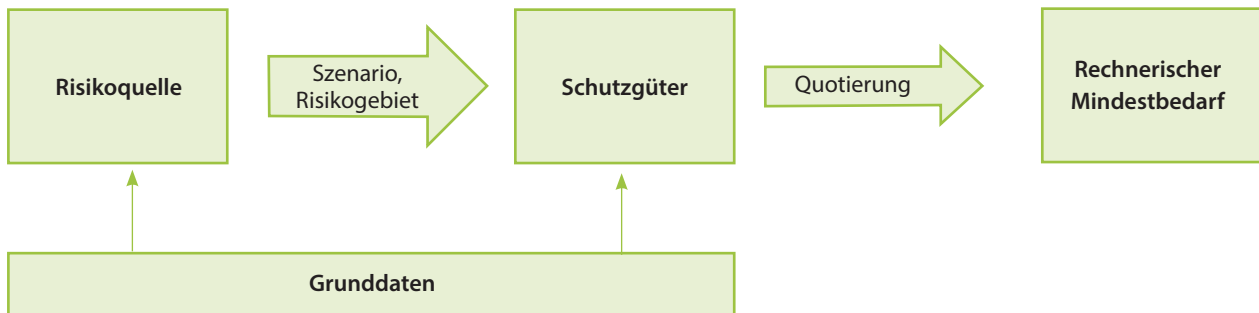 Risikoquelle
Szenario,
Risikogebiet
Schutzgüter
Quotierung
Rechnerischer
Mindestbedarf
Grunddaten